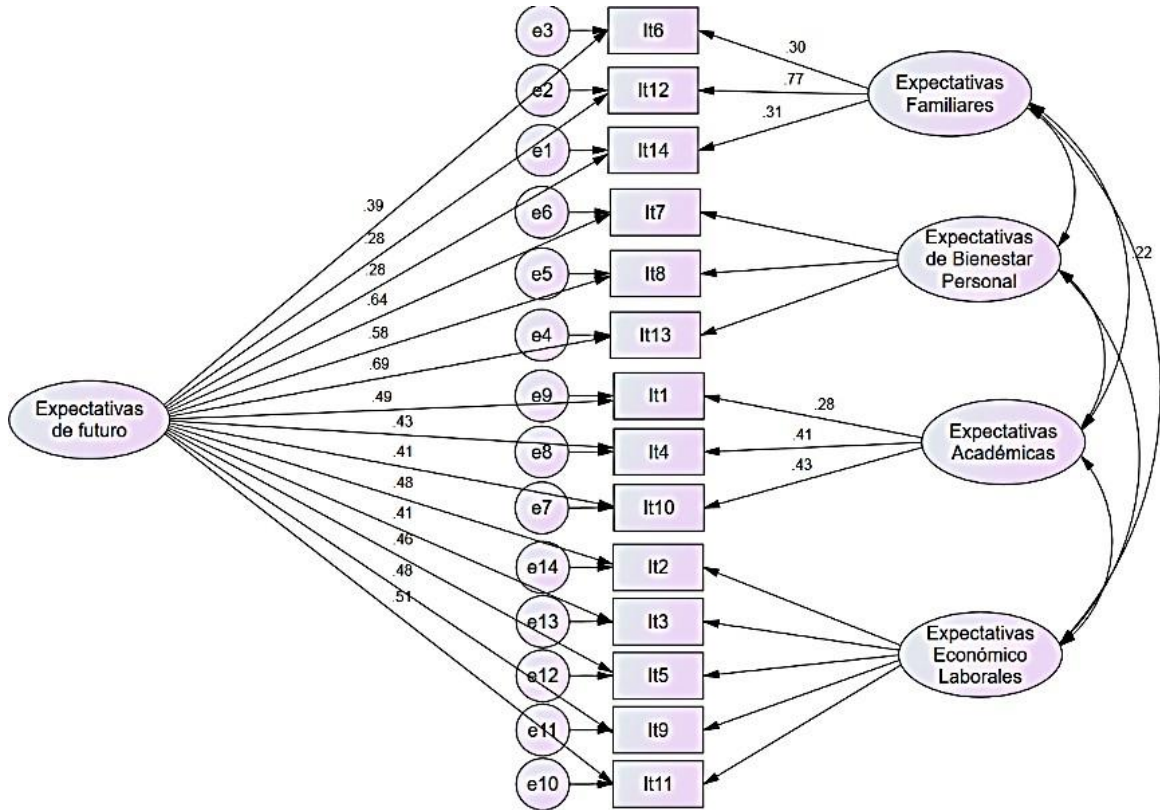 e3
It6
.30
e2
It12
.77
Expectativas
Familiares
e1
It14
.31
.39
e6
It7
.28
Expectativas
de Bienestar
Personal
.22
.28
e5
It8
.64
.58
e4
It13
.69
Expectativas
de futuro
.49
e9
It1
.28
.43
e8
It4
.41
Expectativas
Académicas
.41
.43
.48
e7
It10
.41
.46
e14
It2
.48
.51
e13
It3
Expectativas
Económico
Laborales
e12
It5
e11
It9
e10
It11